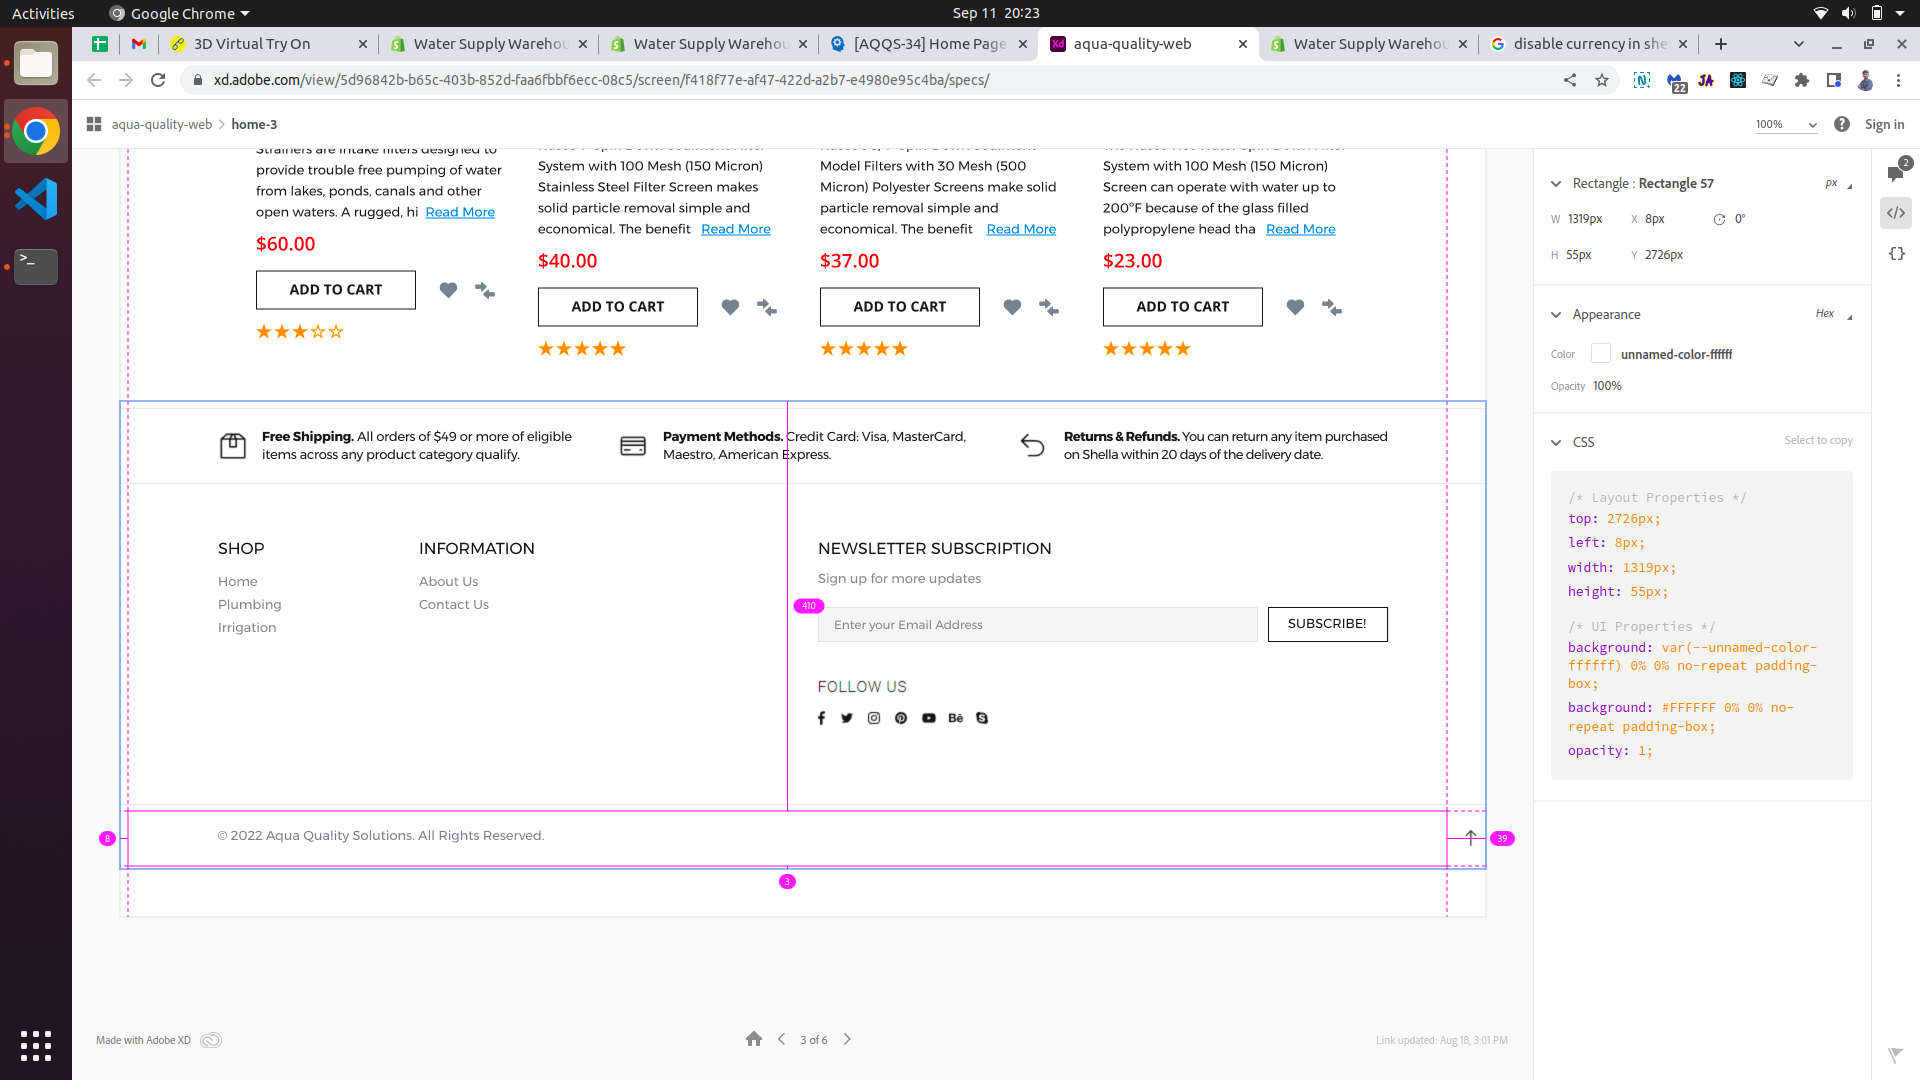 Activities
Google Chrome
Sep 11 20:23
3D Virtual Try On
Water Supply Warehou
Water Supply Warehou
[AQQS-34] Home Page
Xd
aqua-quality-web
Water Supply Warehou
disable currency in she
xd.adobe.com/view/5d96842b-b65c-403b-852d-faa6fbbf6ecc-08c5/screen/f418f77e-af47-422d-a2b7-e4980e95c4ba/specs/
22
JA
aqua-quality-web
home-3
100%
Sign in
Strainers are intake filters designed to
provide trouble free pumping of water
from lakes, ponds, canals and other
open waters. A rugged, hi Read More
$60.00
ADD TO CART
System with 100 Mesh (150 Micron)
Stainless Steel Filter Screen makes
solid particle removal simple and
economical. The benefit Read More
$40.00
ADD TO CART
Model Filters with 30 Mesh (500
Micron) Polyester Screens make solid
particle removal simple and
economical. The benefit Read More
$37.00
ADD TO CART
System with 100 Mesh (150 Micron)
Screen can operate with water up to
200°F because of the glass filled
polypropylene head tha Read More
$23.00
ADD TO CART
Free Shipping. All orders of $49 or more of eligible
items across any product category qualify.
Payment Methods. Credit Card: Visa, MasterCard,
Maestro, American Express.
Returns & Refunds. You can return any item purchased
on Shella within 20 days of the delivery date.
SHOP
Home
Plumbing
Irrigation
INFORMATION
About Us
Contact Us
NEWSLETTER SUBSCRIPTION
Sign up for more updates
410
Enter your Email Address
SUBSCRIBE!
FOLLOW US
Bē
8
© 2022 Aqua Quality Solutions. All Rights Reserved.
39
3
Made with Adobe XD
3 of 6
Link updated: Aug 18, 3:01 PM
Rectangle : Rectangle 57
px
W 1319px
X 8px
0°
H 55px
Y 2726px
Appearance
Hex
Color
unnamed-color-ffffff
Opacity 100%
CSS
Select to copy
/* Layout Properties */
top: 2726px;
left: 8px;
width: 1319px;
height: 55px;
/* UI Properties */
background: var(--unnamed-color-
ffffff) 0% 0% no-repeat padding-
box;
background: #FFFFFF 0% 0% no-
repeat padding-box;
opacity: 1;
2